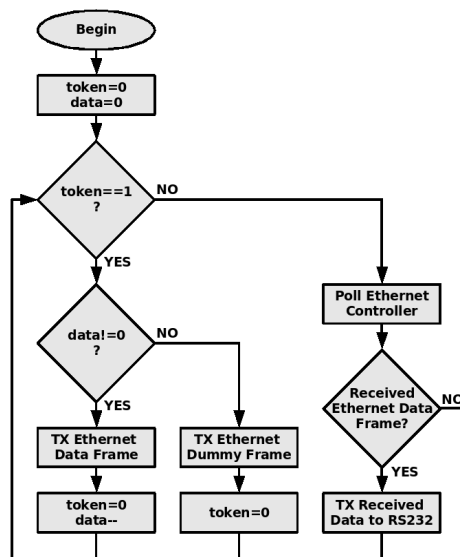 Begin
token=0
data=0
token==1
?
NO
YES
data!=0
?
NO
YES
TX Ethernet
Data Frame
token=0
data--
TX Ethernet
Dummy Frame
token=0
Poll Ethernet
Controller
Received
Ethernet Data
Frame?
NO
YES
TX Received
Data to RS232